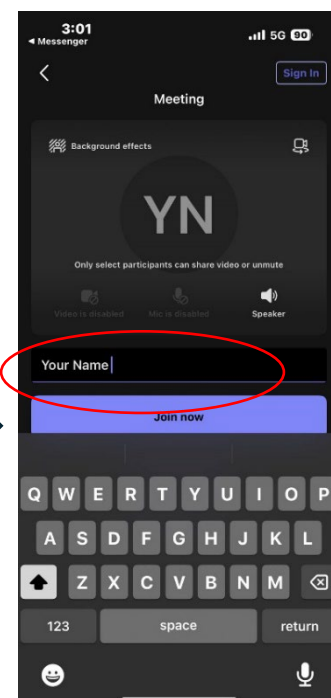 3:01
5G 90
◀ Messenger
Sign In
Meeting
Background effects
YN
Only select participants can share video or unmute
Video is disabled Mic is disabled Speaker
Your Name
Join now
Q W E R T Y U I O P
A S D F G H J K L
Z X C V B N M
123 space return